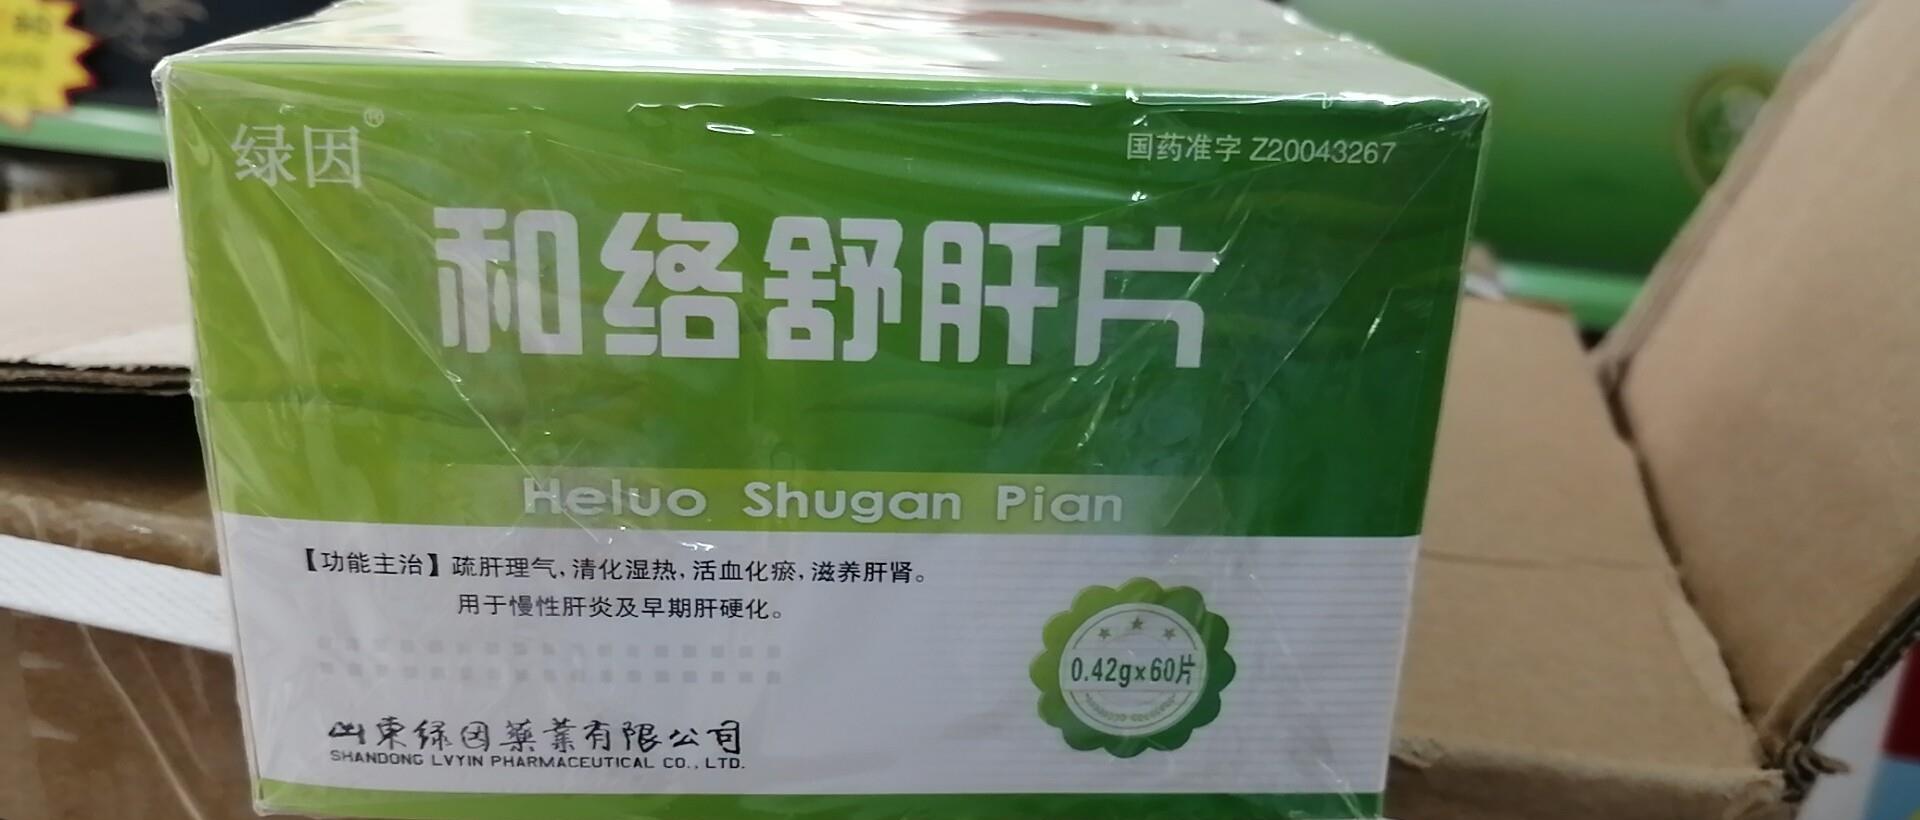 绿因®
国药准字 Z20043267
和络舒肝片
Heluo Shugan Pian
【功能主治】疏肝理气,清化湿热,活血化瘀,滋养肝肾。
用于慢性肝炎及早期肝硬化。
0.42g×60片
山東绿因藥業有限公司
SHANDONG LVYIN PHARMACEUTICAL CO.,LTD.